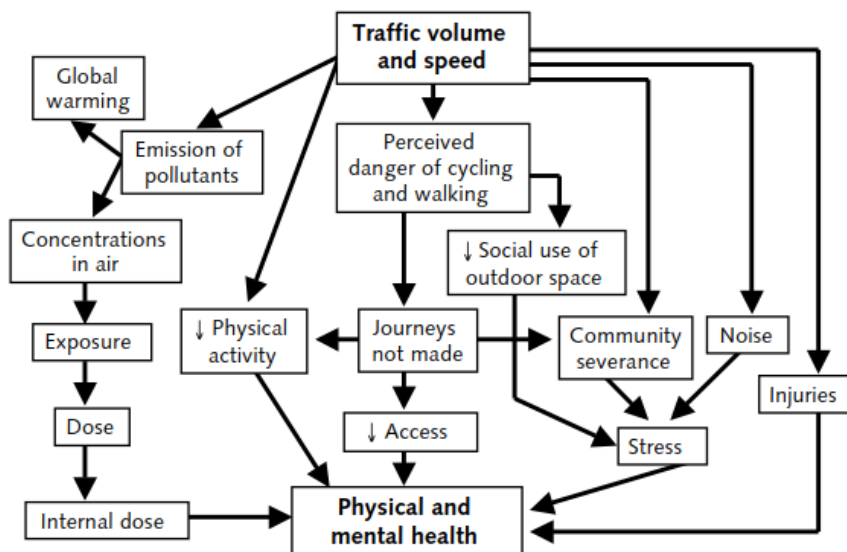 Traffic volume
and speed
Global
warming
Emission of
pollutants
Perceived
danger of cycling
and walking
Concentrations
in air
↓ Social use of
outdoor space
Exposure
↓ Physical
activity
Journeys
not made
Community
severance
Noise
Injuries
Dose
↓ Access
Stress
Internal dose
Physical and
mental health